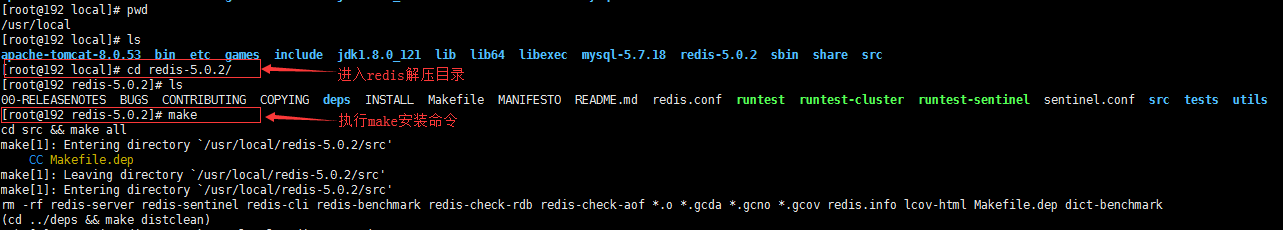 [root@192 local]# pwd
/usr/local
[root@192 local]# ls
apache-tomcat-8.0.53 bin etc games include jdk1.8.0_121 lib lib64 libexec mysql-5.7.18 redis-5.0.2 sbin share src
[root@192 local]# cd redis-5.0.2/ 进入redis解压目录
[root@192 redis-5.0.2]# ls
00-RELEASENOTES BUGS CONTRIBUTING COPYING deps INSTALL Makefile MANIFESTO README.md redis.conf runtest runtest-cluster runtest-sentinel sentinel.conf src tests utils
[root@192 redis-5.0.2]# make 执行make安装命令
cd src && make all
make[1]: Entering directory `/usr/local/redis-5.0.2/src'
CC Makefile.dep
make[1]: Leaving directory `/usr/local/redis-5.0.2/src'
make[1]: Entering directory `/usr/local/redis-5.0.2/src'
rm -rf redis-server redis-sentinel redis-cli redis-benchmark redis-check-rdb redis-check-aof *.o *.gcda *.gcno *.gcov redis.info lcov-html Makefile.dep dict-benchmark
(cd ../deps && make distclean)